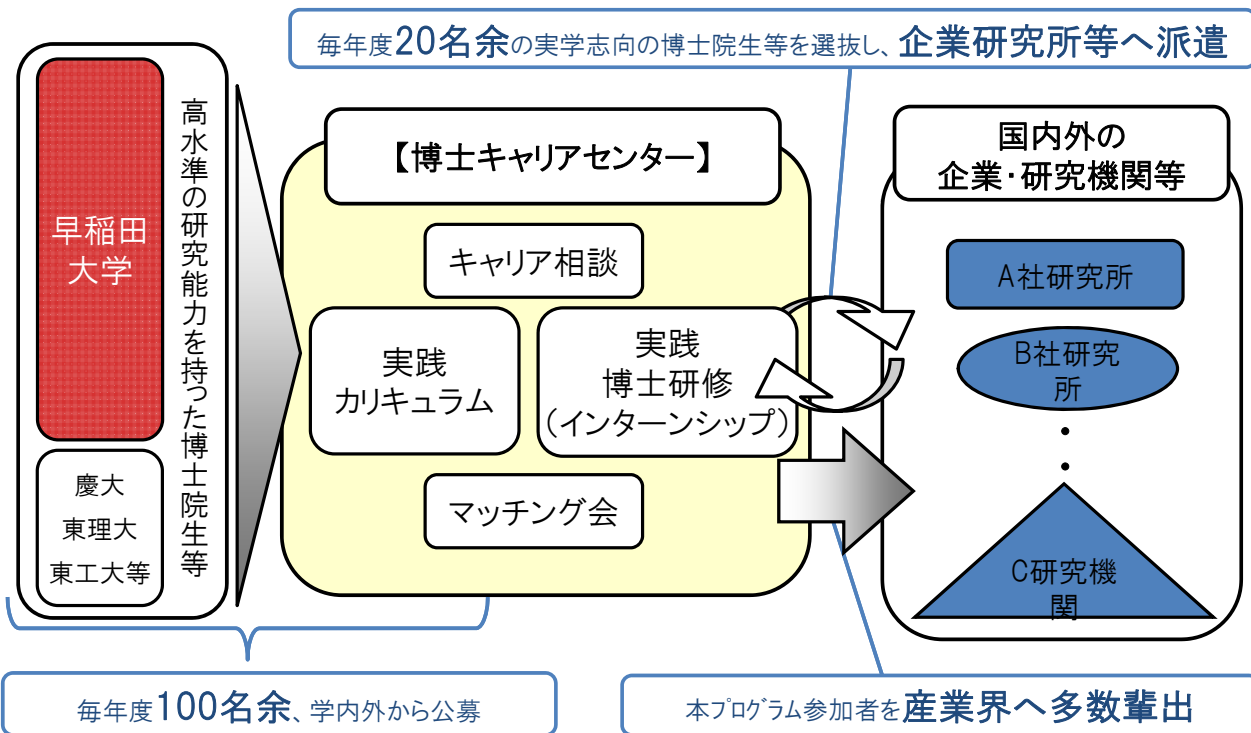 毎年度20名余の実学志向の博士院生等を選抜し、企業研究所等へ派遣
早稲田
大学
高水準の研究能力を持った博士院生等
慶大
東理大
東工大等
【博士キャリアセンター】
キャリア相談
実践
カリキュラム
実践
博士研修
（インターンシップ）
マッチング会
国内外の
企業・研究機関等
A社研究所
B社研究
所
C研究機
関
毎年度100名余、学内外から公募
本プログラム参加者を産業界へ多数輩出